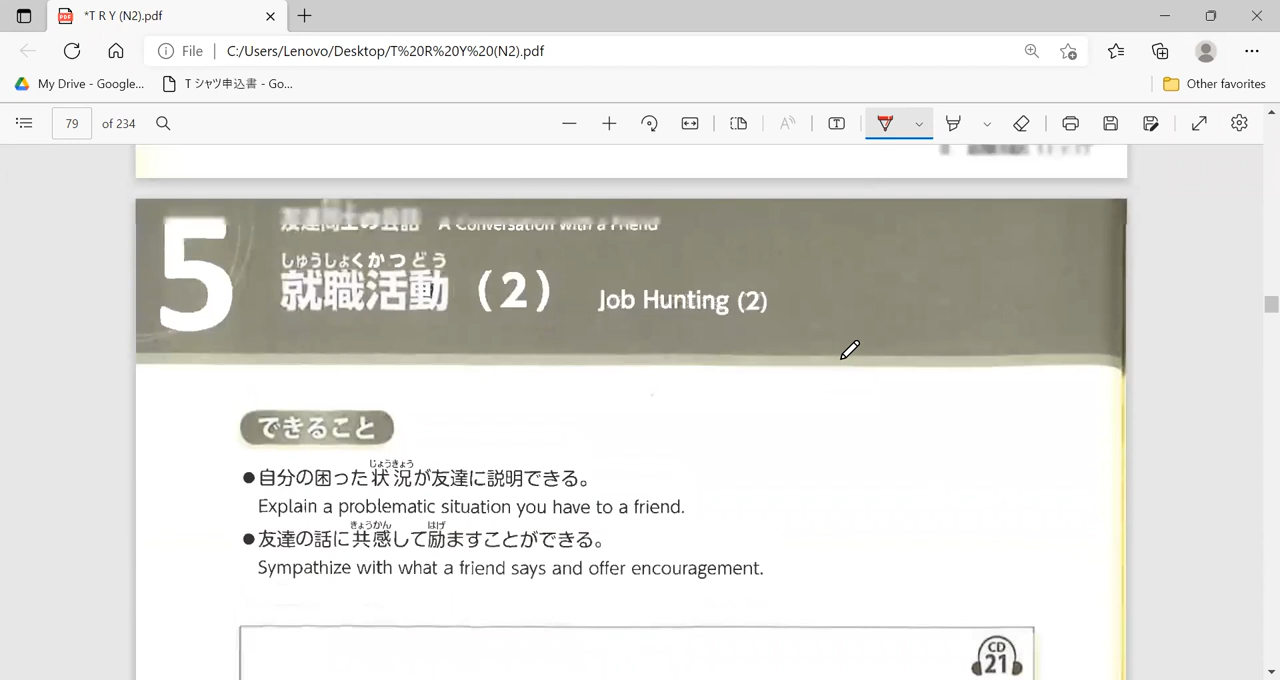 *T R Y (N2).pdf
File
C:/Users/Lenovo/Desktop/T%20R%20Y%20(N2).pdf
My Drive - Google...
T シャツ申込書 - Go...
Other favorites
79
of 234
5
友達同士の会話 A Conversation with a Friend
しゅうしょくかつどう
就職活動（2） Job Hunting (2)
できること
じょうきょう
●自分の困った状況が友達に説明できる。
Explain a problematic situation you have to a friend.
きょうかん はげ
●友達の話に共感して励ますことができる。
Sympathize with what a friend says and offer encouragement.
CD
21